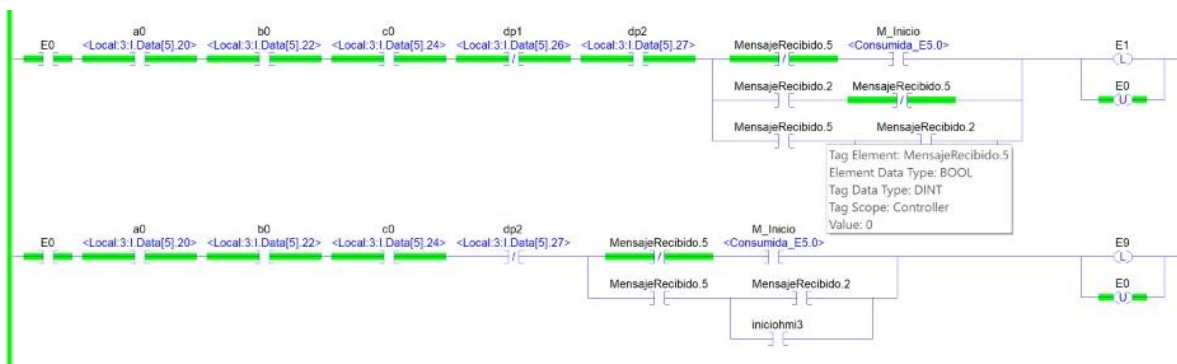 a0 b0 c0 dp1 dp2 M_Inicio
E0 <Local:3:I.Data[5].20> <Local:3:I.Data[5].22> <Local:3:I.Data[5].24> <Local:3:I.Data[5].26> <Local:3:I.Data[5].27> MensajeRecibido.5 <Consumida_E5.0> E1
L
MensajeRecibido.2 MensajeRecibido.5 E0
U
MensajeRecibido.5 MensajeRecibido.2
Tag Element: MensajeRecibido.5
Element Data Type: BOOL
Tag Data Type: DINT
Tag Scope: Controller
Value: 0
a0 b0 c0 dp2 M_Inicio
E0 <Local:3:I.Data[5].20> <Local:3:I.Data[5].22> <Local:3:I.Data[5].24> <Local:3:I.Data[5].27> MensajeRecibido.5 <Consumida_E5.0> E9
L
MensajeRecibido.5 MensajeRecibido.2 E0
U
iniciohmi3